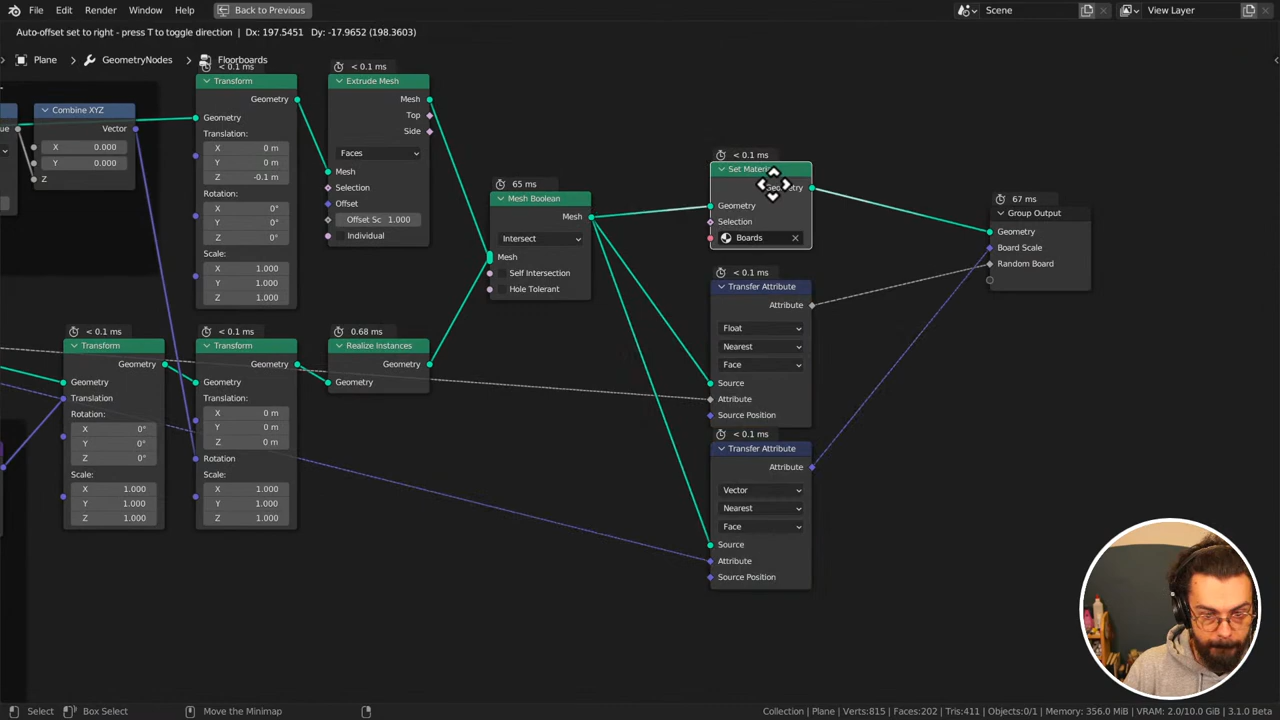 File Edit Render Window Help Back to Previous Scene View Layer
Auto-offset set to right - press T to toggle direction | Dx: 197.5451 Dy: -17.9652 (198.3603)
Plane GeometryNodes Floorboards
Combine XYZ
Vector
X 0.000
Y 0.000
Z
< 0.1 ms
Transform
Geometry
Geometry
Translation:
X 0 m
Y 0 m
Z -0.1 m
Rotation:
X 0°
Y 0°
Z 0°
Scale:
X 1.000
Y 1.000
Z 1.000
< 0.1 ms
Extrude Mesh
Mesh
Top
Side
Faces
Mesh
Selection
Offset
Offset Sc 1.000
Individual
65 ms
Mesh Boolean
Mesh
Intersect
Mesh
Self Intersection
Hole Tolerant
< 0.1 ms
Geometry
Geometry
Selection
Boards
67 ms
Group Output
Geometry
Board Scale
Random Board
< 0.1 ms
Transfer Attribute
Attribute
Float
Nearest
Face
Source
Attribute
Source Position
< 0.1 ms
Transfer Attribute
Attribute
Vector
Nearest
Face
Source
Attribute
Source Position
< 0.1 ms
Transform
Geometry
Geometry
Translation
Rotation:
X 0°
Y 0°
Z 0°
Scale:
X 1.000
Y 1.000
Z 1.000
< 0.1 ms
Transform
Geometry
Geometry
Translation:
X 0 m
Y 0 m
Z 0 m
Rotation
Scale:
X 1.000
Y 1.000
Z 1.000
0.68 ms
Realize Instances
Geometry
Geometry
Select Box Select Move the Minimap Collection | Plane | Verts:815 | Faces:202 | Tris:411 | Objects:0/1 | Memory: 356.0 MiB | VRAM: 2.0/10.0 GiB | 3.1.0 Beta